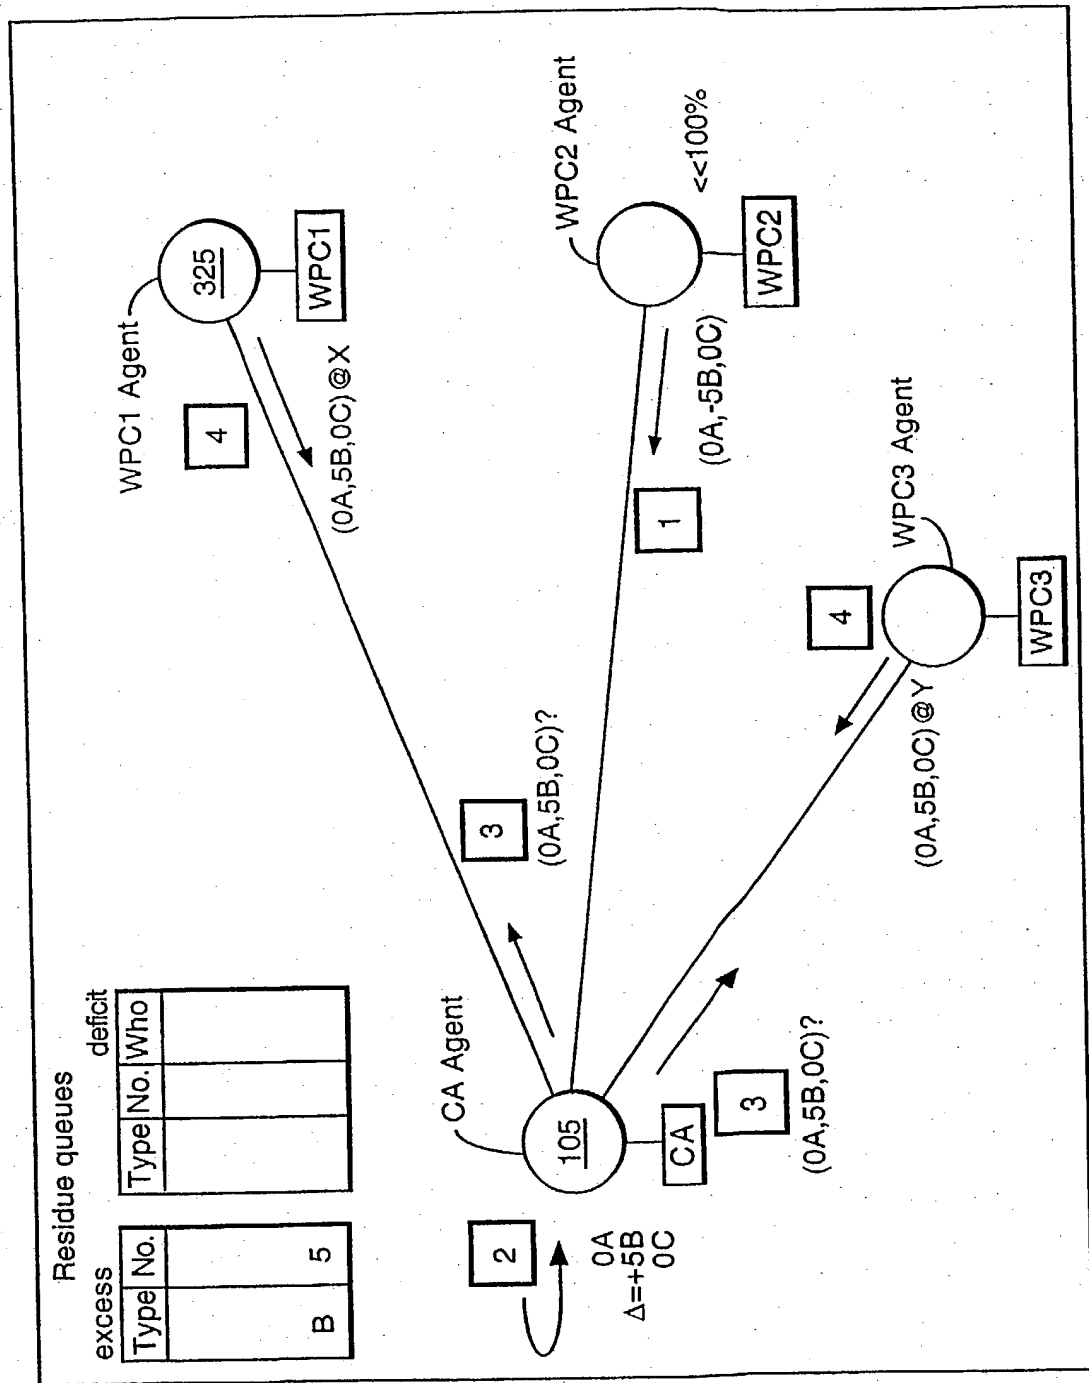 Residue queues
excess
Type No.
B 5
deficit
Type No. Who
CA Agent
105
CA
2
0A
Δ=+5B
0C
3
(0A,5B,0C)?
3
(0A,5B,0C)?
WPC1 Agent
325
WPC1
4
(0A,5B,0C)@X
WPC2 Agent
<<100%
WPC2
1
(0A,-5B,0C)
WPC3 Agent
4
WPC3
(0A,5B,0C)@Y